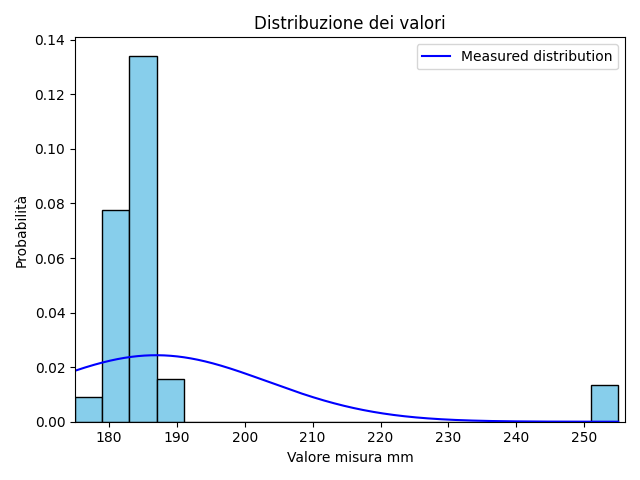 Distribuzione dei valori
Measured distribution
Probabilità
0.14
0.12
0.10
0.08
0.06
0.04
0.02
0.00
180 190 200 210 220 230 240 250
Valore misura mm